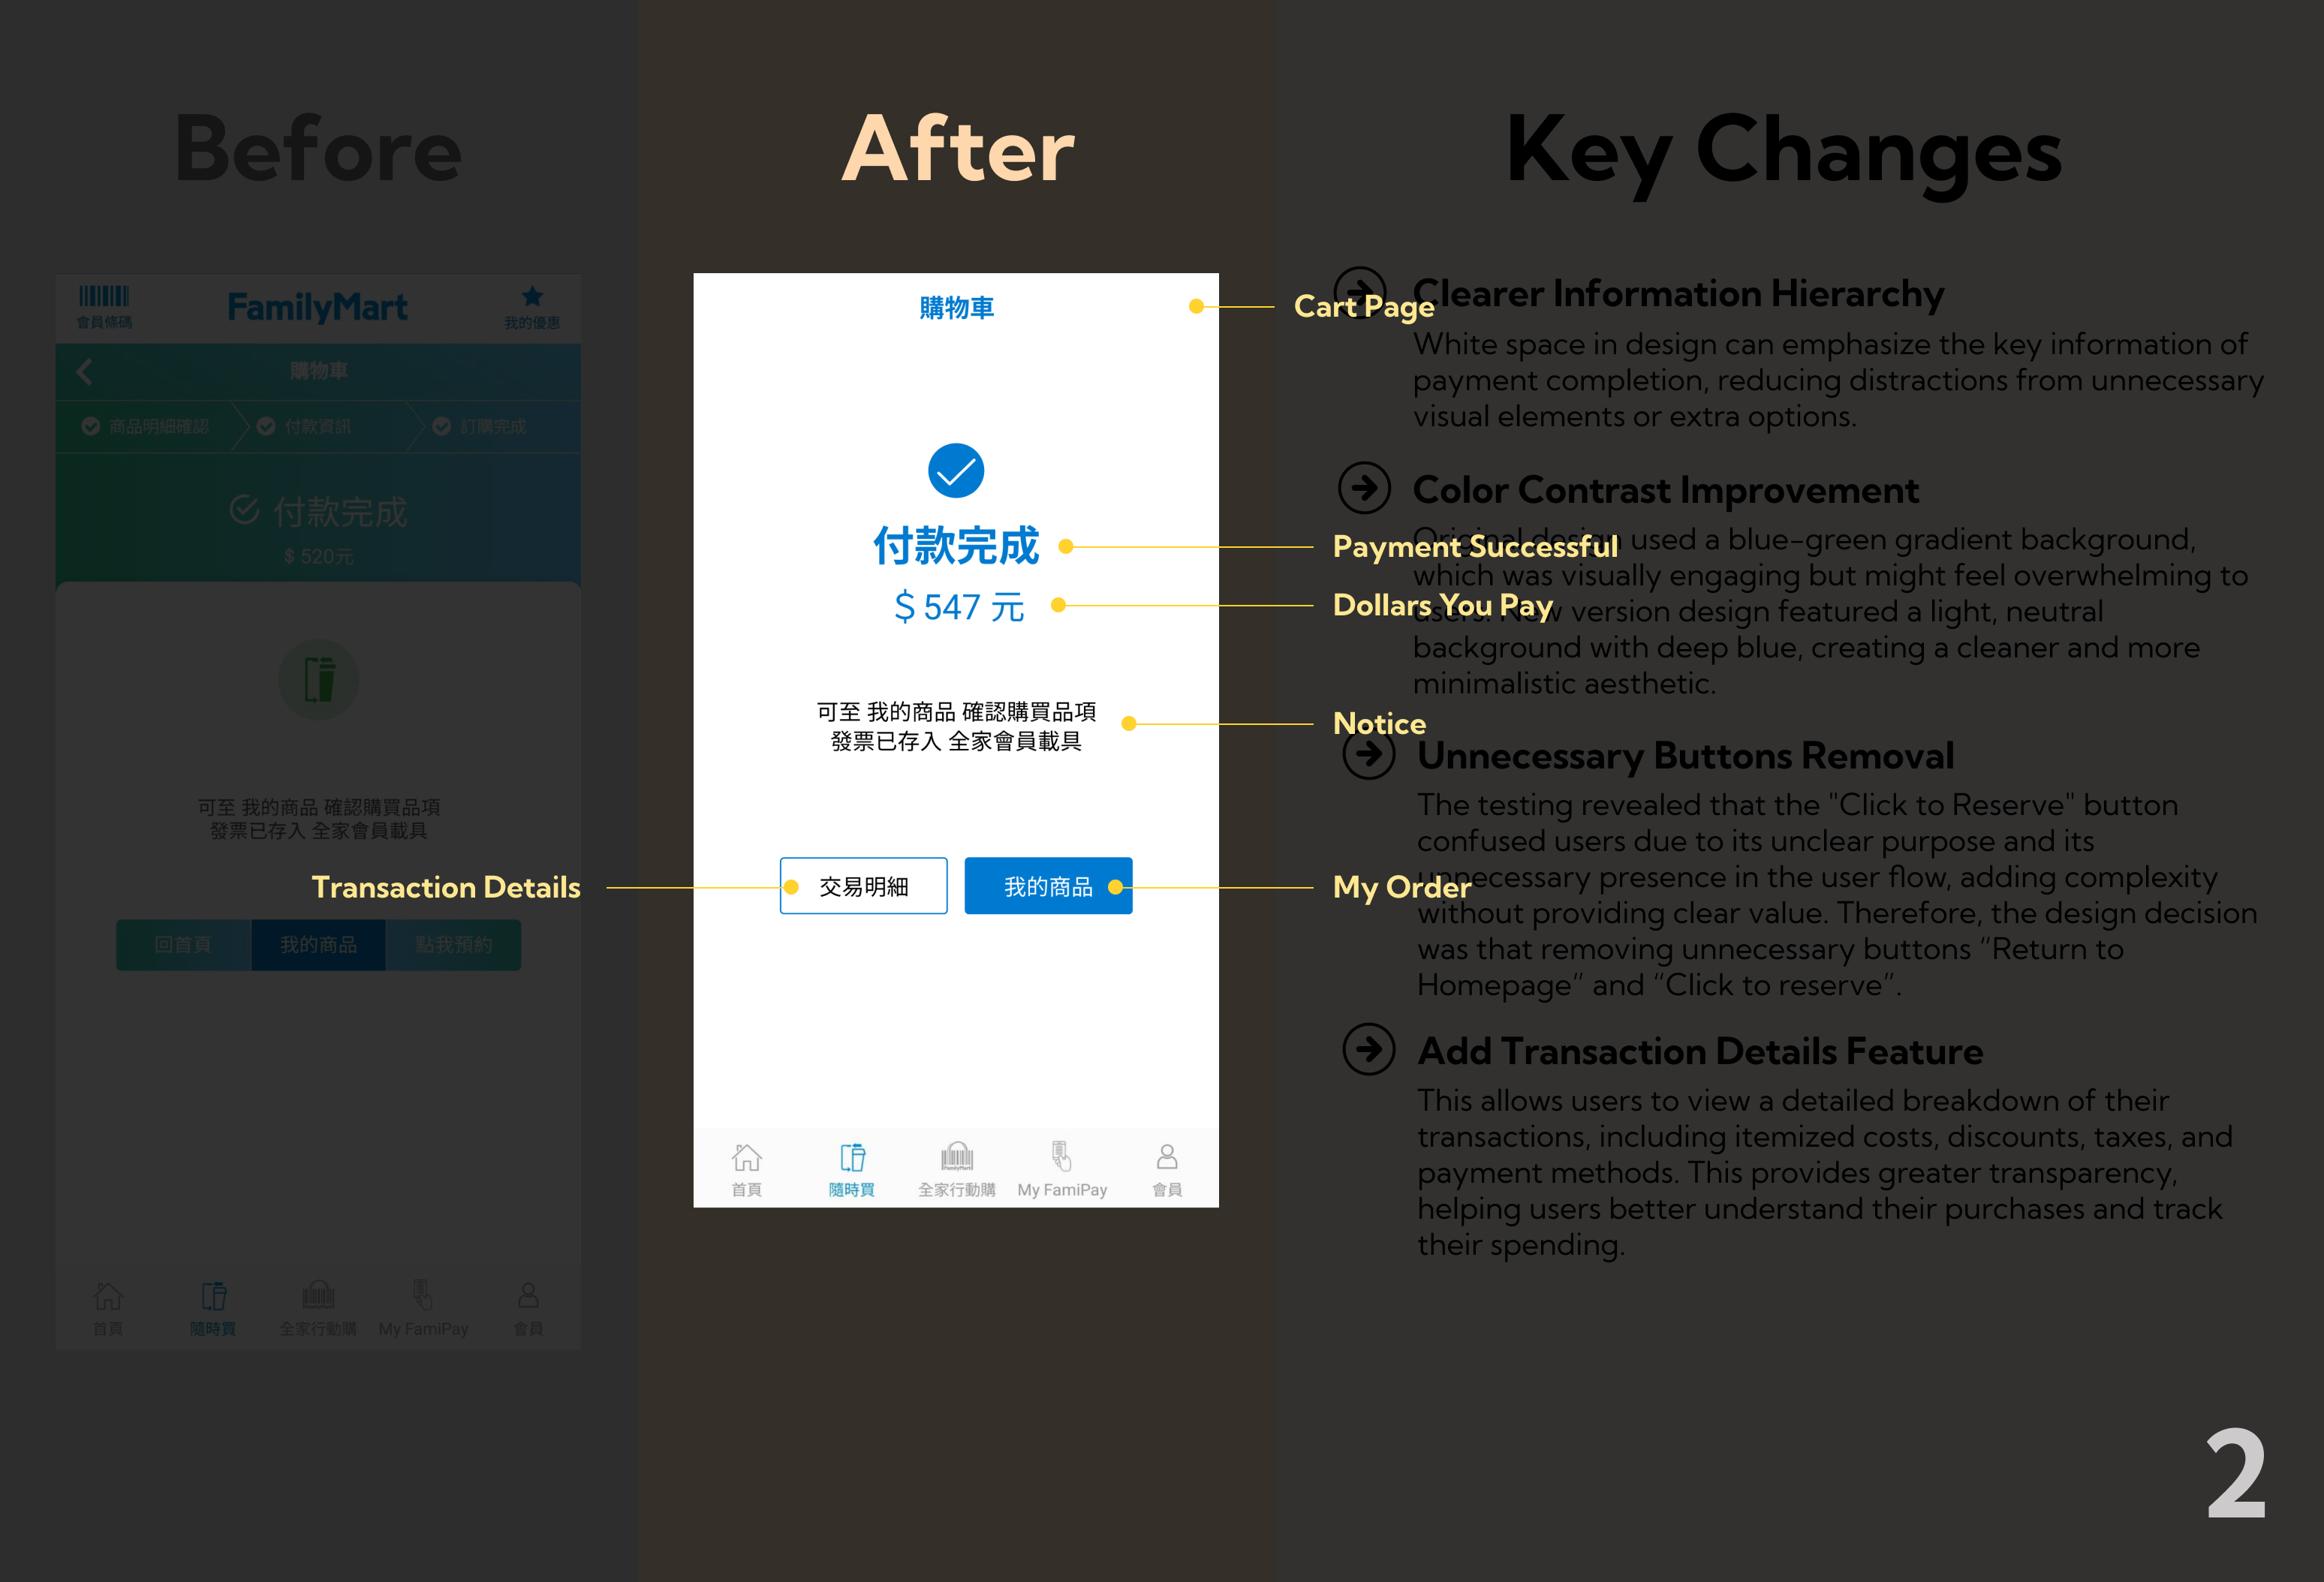 Before
After
Key Changes
會員條碼
FamilyMart
我的優惠
購物車
商品明細確認
付款資訊
訂購完成
付款完成
$ 520元
可至 我的商品 確認購買品項
發票已存入 全家會員載具
回首頁
我的商品
點我預約
首頁
隨時買
全家行動購
My FamiPay
會員
購物車
付款完成
$ 547 元
可至 我的商品 確認購買品項
發票已存入 全家會員載具
交易明細
我的商品
首頁
隨時買
FamilyMart
全家行動購
My FamiPay
會員
Cart Page
Payment Successful
Dollars You Pay
Notice
Transaction Details
My Order
Clearer Information Hierarchy
White space in design can emphasize the key information of
payment completion, reducing distractions from unnecessary
visual elements or extra options.
Color Contrast Improvement
Original design used a blue-green gradient background,
which was visually engaging but might feel overwhelming to
users. New version design featured a light, neutral
background with deep blue, creating a cleaner and more
minimalistic aesthetic.
Unnecessary Buttons Removal
The testing revealed that the "Click to Reserve" button
confused users due to its unclear purpose and its
unnecessary presence in the user flow, adding complexity
without providing clear value. Therefore, the design decision
was that removing unnecessary buttons “Return to
Homepage” and “Click to reserve”.
Add Transaction Details Feature
This allows users to view a detailed breakdown of their
transactions, including itemized costs, discounts, taxes, and
payment methods. This provides greater transparency,
helping users better understand their purchases and track
their spending.
2